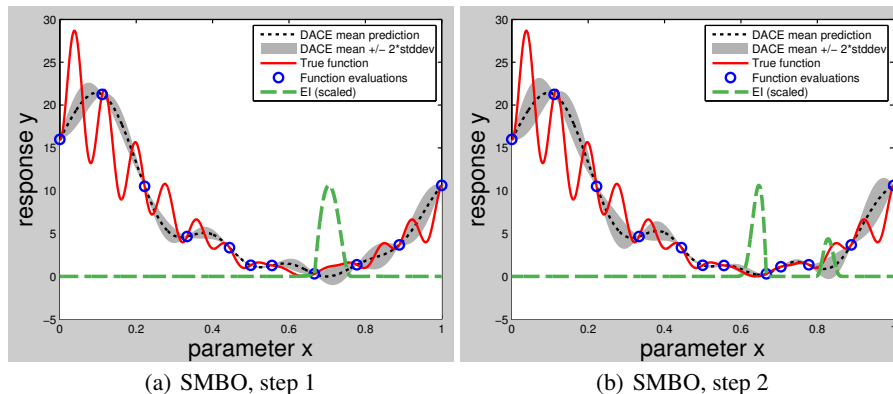 30
25
20
15
10
5
0
−5
response y
0
0.2
0.4
0.6
0.8
1
parameter x
DACE mean prediction
DACE mean +/− 2*stddev
True function
Function evaluations
EI (scaled)
(a) SMBO, step 1
30
25
20
15
10
5
0
−5
response y
0
0.2
0.4
0.6
0.8
1
parameter x
DACE mean prediction
DACE mean +/− 2*stddev
True function
Function evaluations
EI (scaled)
(b) SMBO, step 2